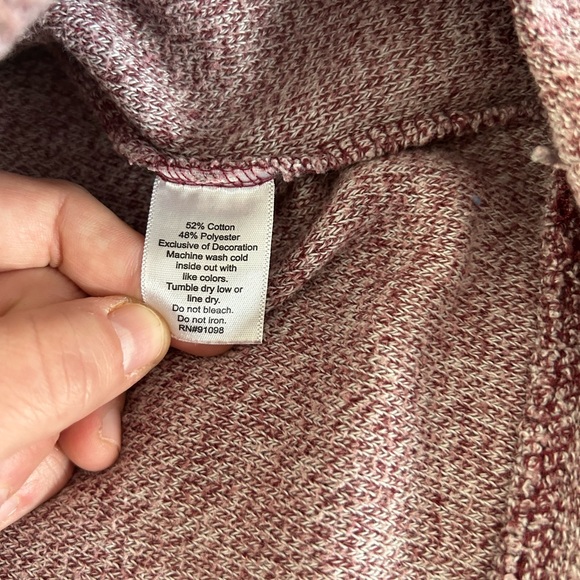 52% Cotton
48% Polyester
Exclusive of Decoration
Machine wash cold
inside out with
like colors.
Tumble dry low or
line dry.
Do not bleach.
Do not iron.
RN#91098